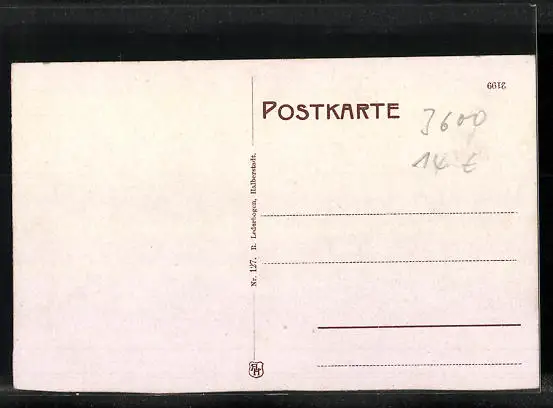 2199
POSTKARTE
3600
14.- €
Nr. 127. R. Lederbogen, Halberstadt.